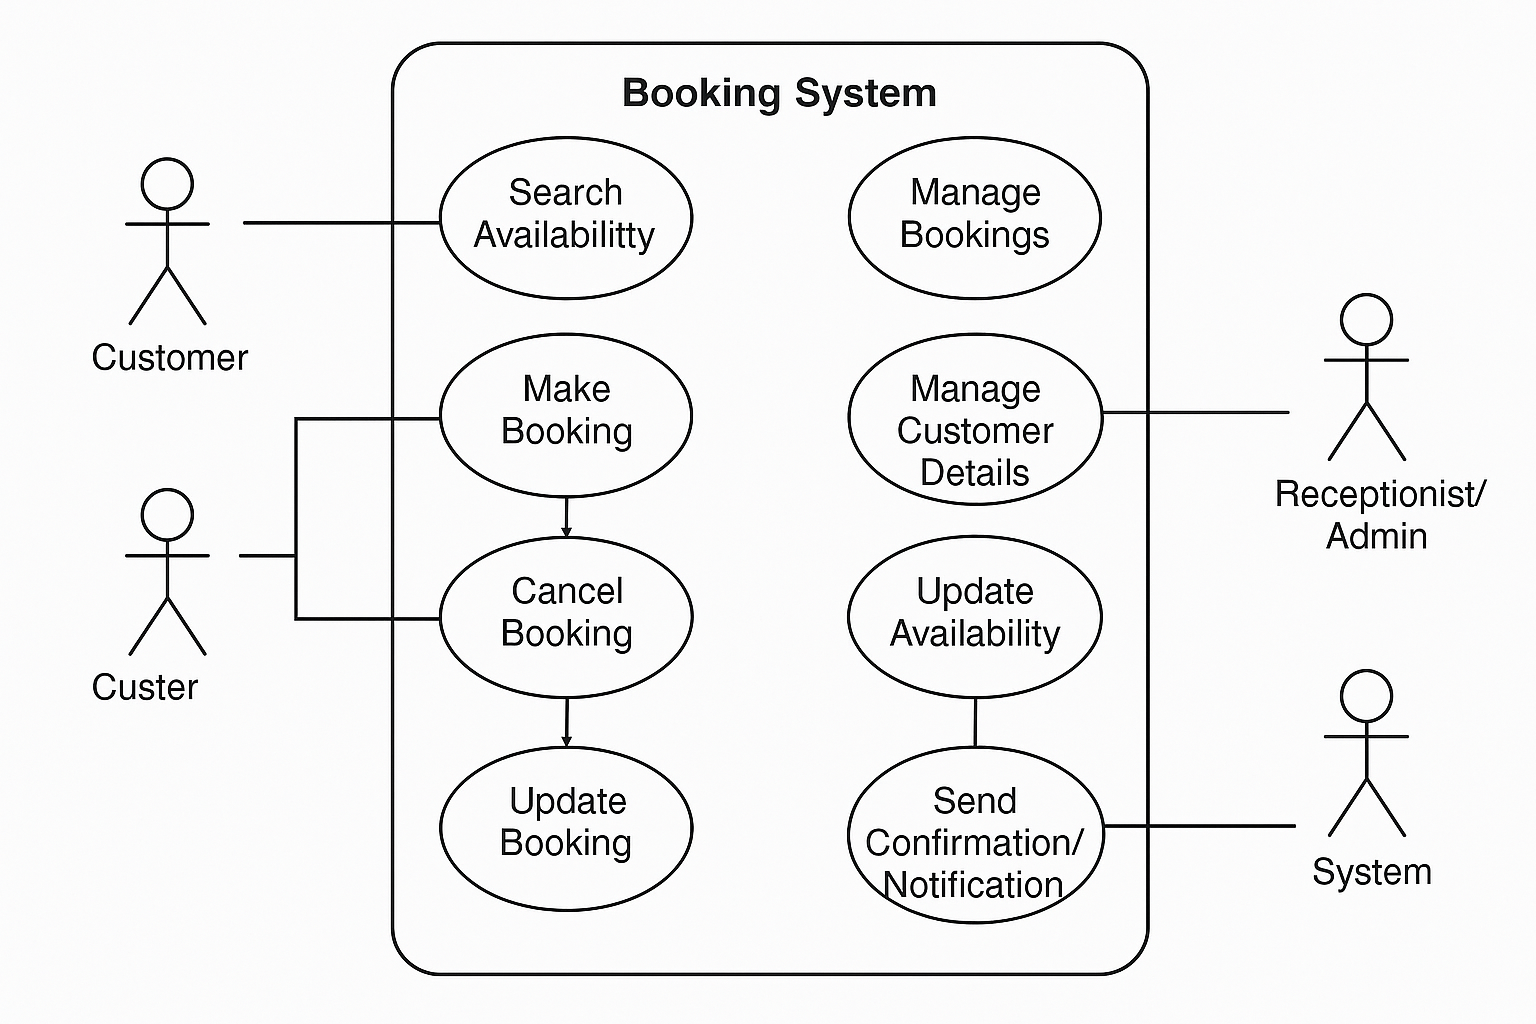 Booking System
Customer
Custer
Search
Availabilitty
Make
Booking
Cancel
Booking
Update
Booking
Manage
Bookings
Manage
Customer
Details
Update
Availability
Send
Confirmation/
Notification
Receptionist/
Admin
System